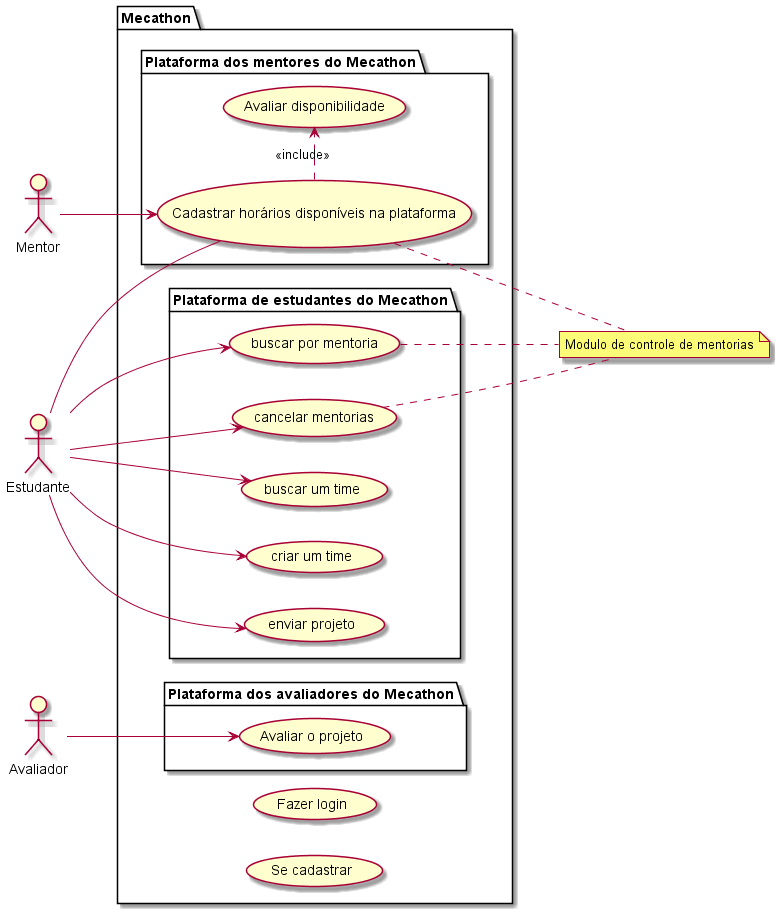 Mecathon
Plataforma dos mentores do Mecathon
Avaliar disponibilidade
«include»
Cadastrar horários disponíveis na plataforma
Mentor
Plataforma de estudantes do Mecathon
buscar por mentoria
Modulo de controle de mentorias
cancelar mentorias
Estudante
buscar um time
criar um time
enviar projeto
Plataforma dos avaliadores do Mecathon
Avaliar o projeto
Avaliador
Fazer login
Se cadastrar